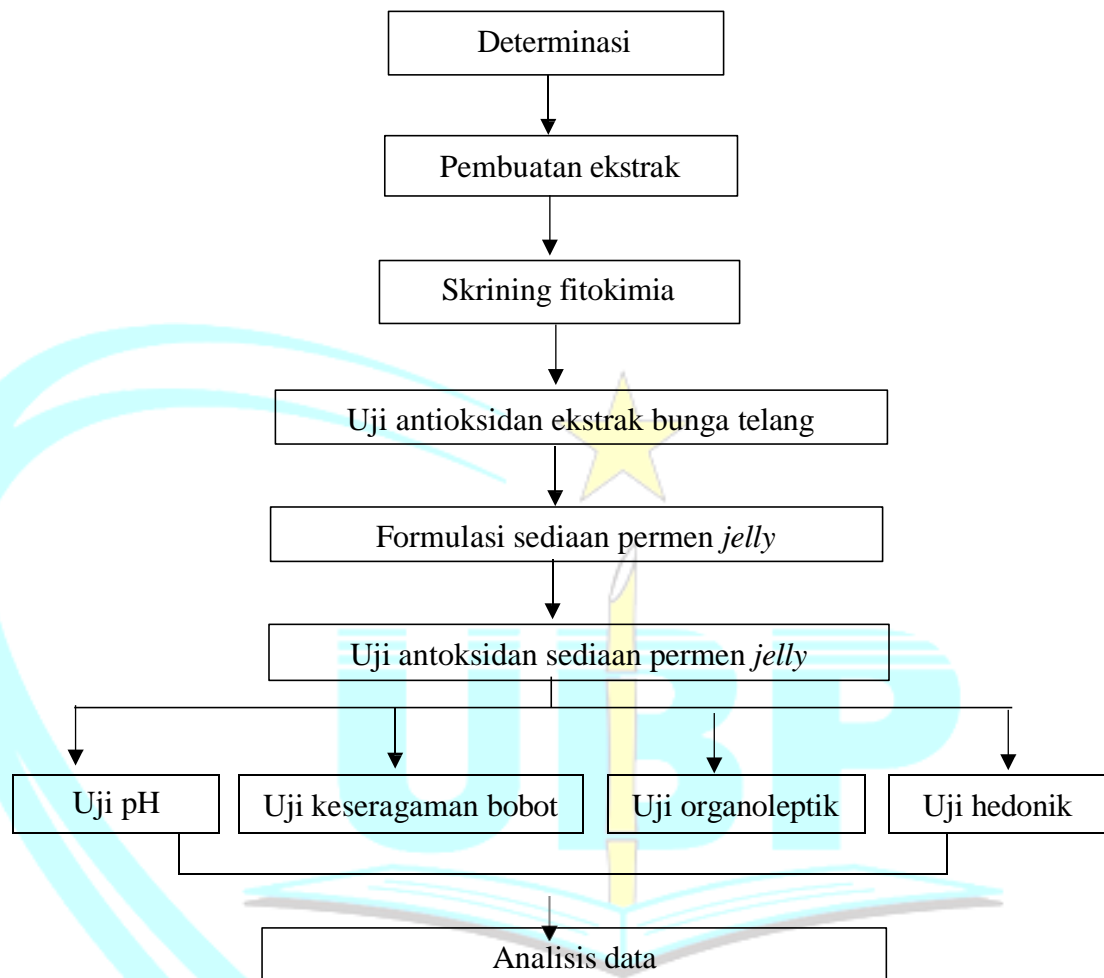 Determinasi
Pembuatan ekstrak
Skrining fitokimia
Uji antioksidan ekstrak bunga telang
Formulasi sediaan permen jelly
Uji antoksidan sediaan permen jelly
Uji pH
Uji keseragaman bobot
Uji organoleptik
Uji hedonik
UBP
Analisis data